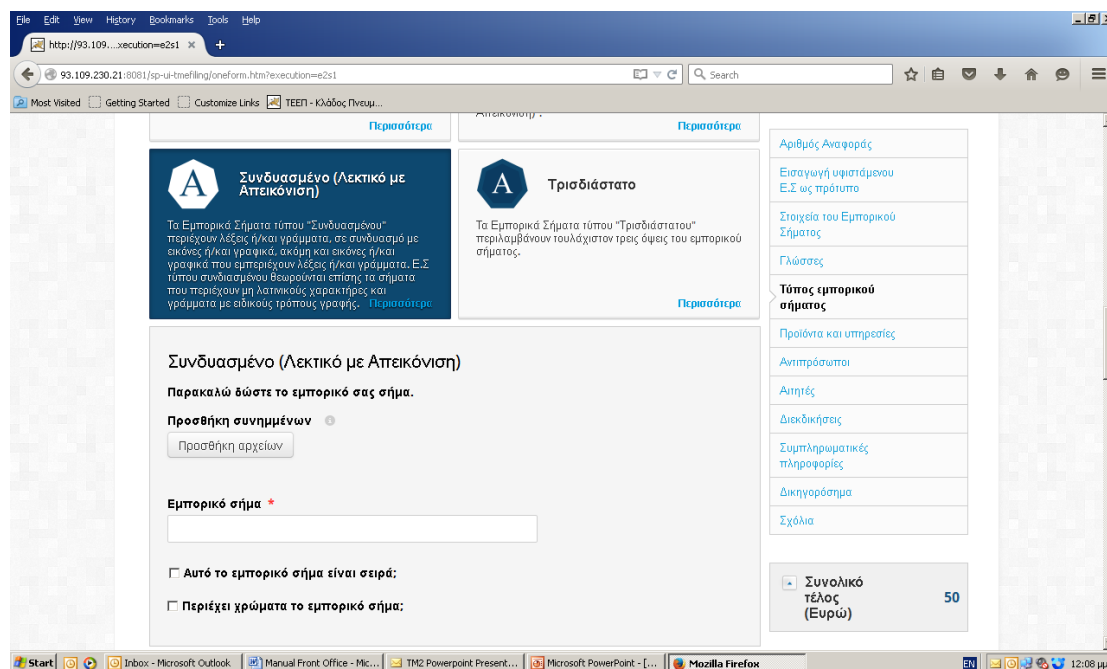 File Edit View History Bookmarks Tools Help
http://93.109....xecution=e2s1 × +
93.109.230.21:8081/sp-ui-tmefiling/oneform.htm?execution=e2s1 Search
Most Visited Getting Started Customize Links ΤΕΕΠ - Κλάδος Πνευμ...
Περισσότερα
Απεικόνιση) .
Περισσότερα
A
Συνδυασμένο (Λεκτικό με
Απεικόνιση)
Τα Εμπορικά Σήματα τύπου "Συνδυασμένου"
περιέχουν λέξεις ή/και γράμματα, σε συνδυασμό με
εικόνες ή/και γραφικά, ακόμη και εικόνες ή/και
γραφικά που εμπεριέχουν λέξεις ή/και γράμματα. Ε.Σ
τύπου συνδιασμένου θεωρούνται επίσης τα σήματα
που περιέχουν μη λατινικούς χαρακτήρες και
γράμματα με ειδικούς τρόπους γραφής. Περισσότερα
A
Τρισδιάστατο
Τα Εμπορικά Σήματα τύπου "Τρισδιάστατου"
περιλαμβάνουν τουλάχιστον τρεις όψεις του εμπορικού
σήματος.
Περισσότερα
Συνδυασμένο (Λεκτικό με Απεικόνιση)
Παρακαλώ δώστε το εμπορικό σας σήμα.
Προσθήκη συνημμένων
Προσθήκη αρχείων
Εμπορικό σήμα *
Αυτό το εμπορικό σήμα είναι σειρά;
Περιέχει χρώματα το εμπορικό σήμα;
Αριθμός Αναφοράς
Εισαγωγή υφιστάμενου
Ε.Σ ως πρότυπο
Στοιχεία του Εμπορικού
Σήματος
Γλώσσες
Τύπος εμπορικού
σήματος
Προϊόντα και υπηρεσίες
Αντιπρόσωποι
Αιτητές
Διεκδικήσεις
Συμπληρωματικές
πληροφορίες
Δικηγορόσημα
Σχόλια
Συνολικό
τέλος
(Ευρώ)
50
Start Inbox - Microsoft Outlook Manual Front Office - Mic... TM2 Powerpoint Present... Microsoft PowerPoint - [... Mozilla Firefox EN 12:08 μμ